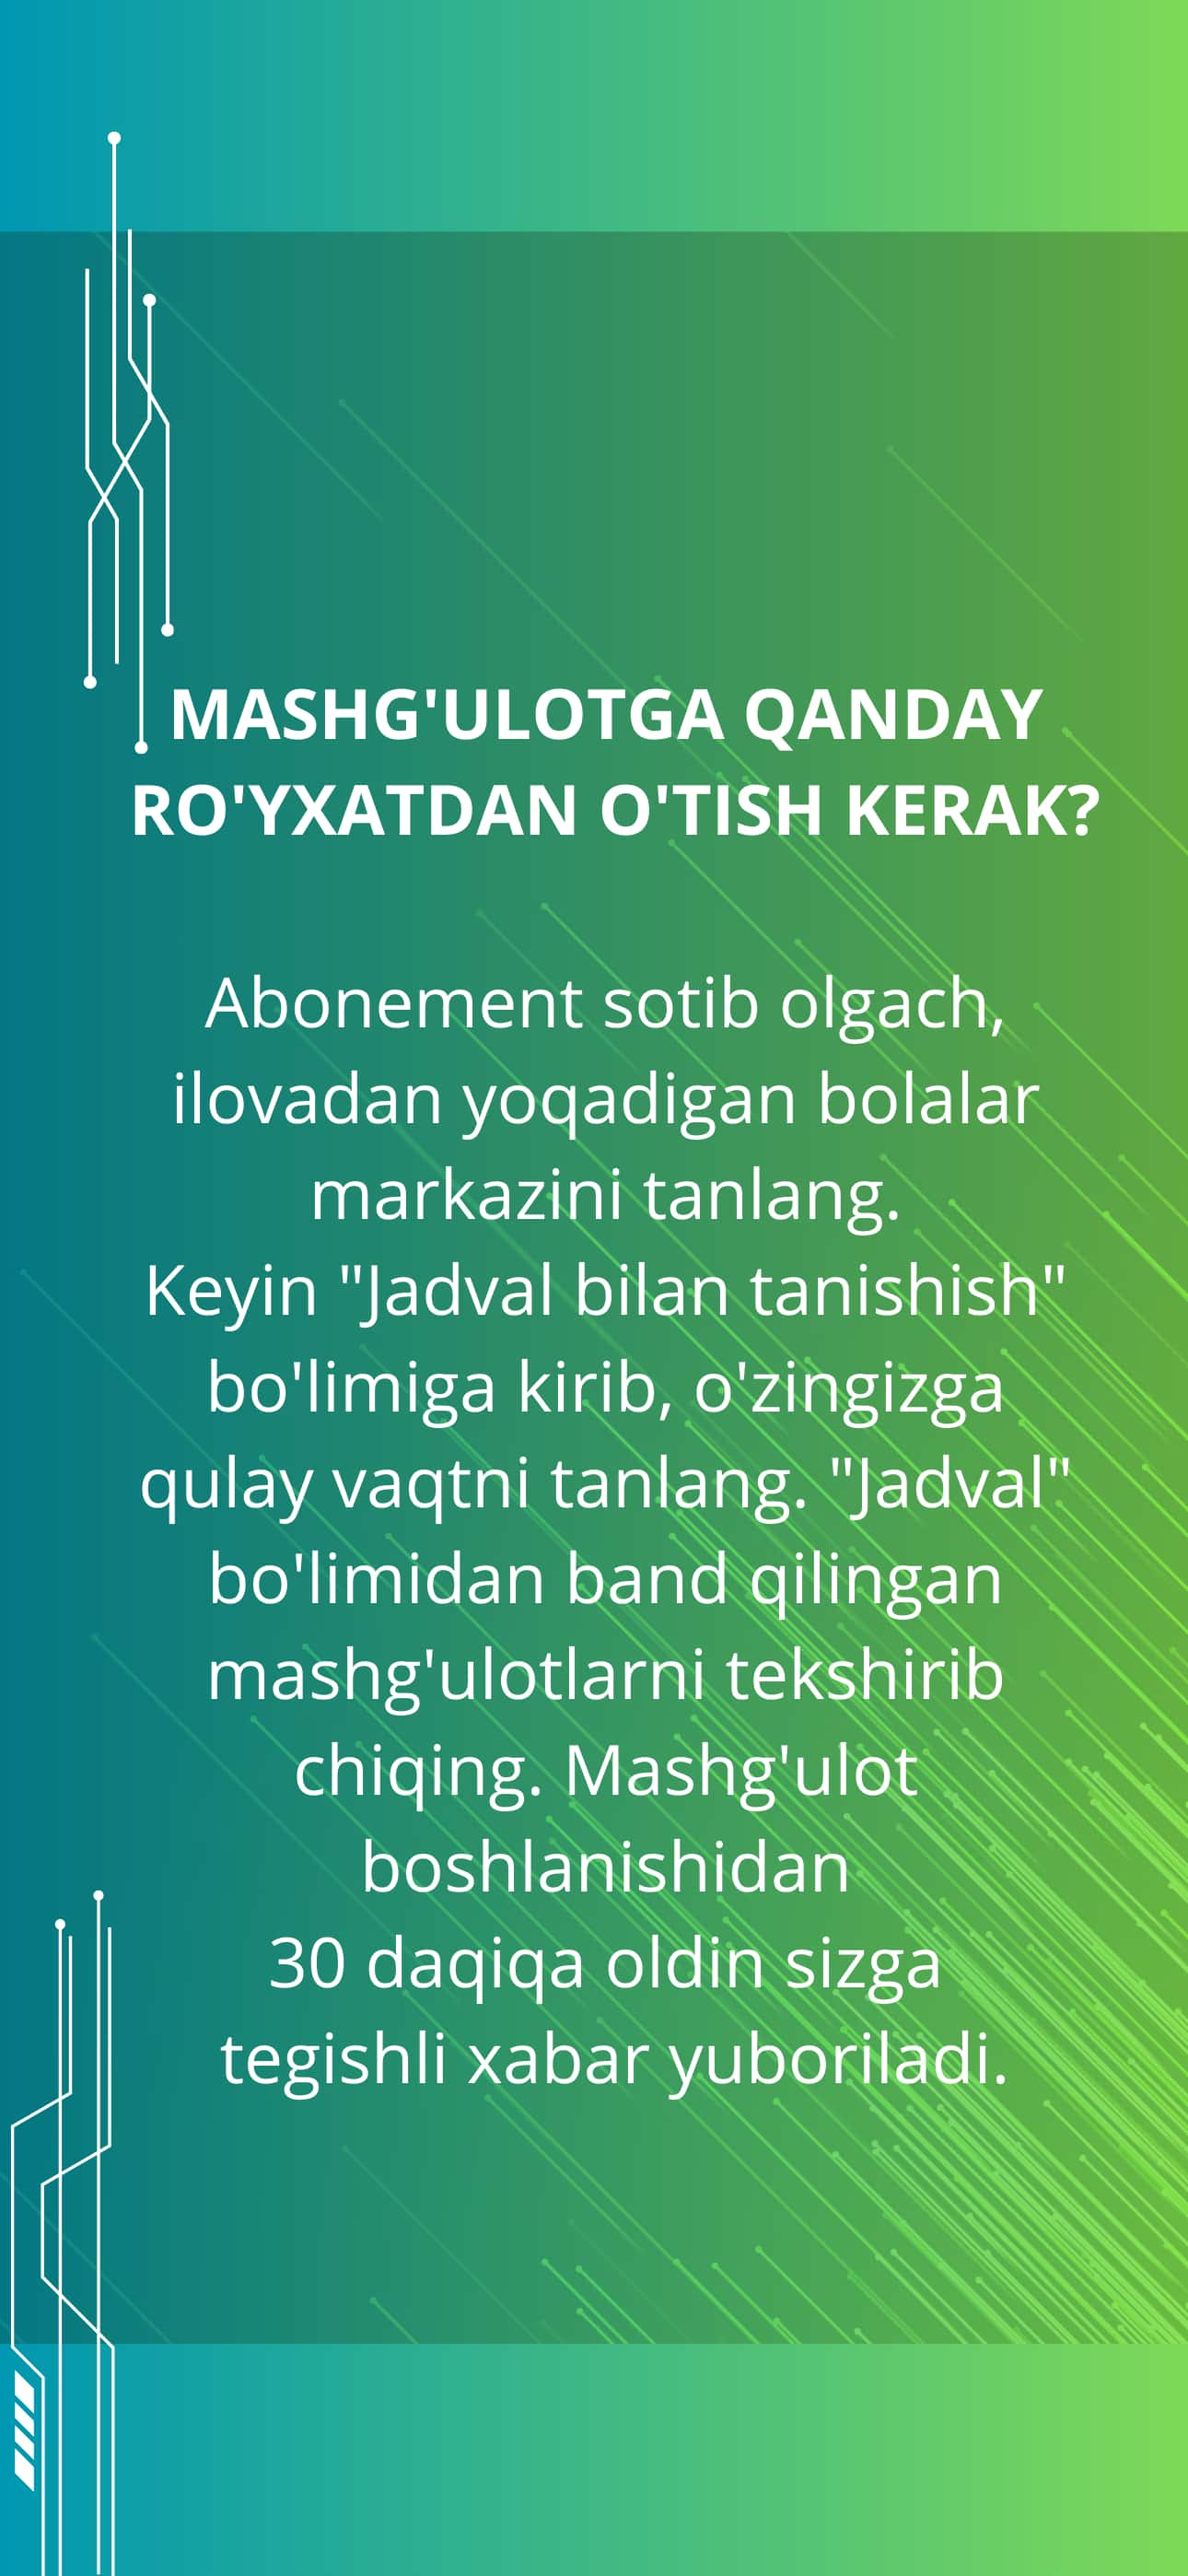 MASHG'ULOTGA QANDAY
RO'YXATDAN O'TISH KERAK?
Abonement sotib olgach,
ilovadan yoqadigan bolalar
markazini tanlang.
Keyin "Jadval bilan tanishish"
bo'limiga kirib, o'zingizga
qulay vaqtni tanlang. "Jadval"
bo'limidan band qilingan
mashg'ulotlarni tekshirib
chiqing. Mashg'ulot
boshlanishidan
30 daqiqa oldin sizga
tegishli xabar yuboriladi.